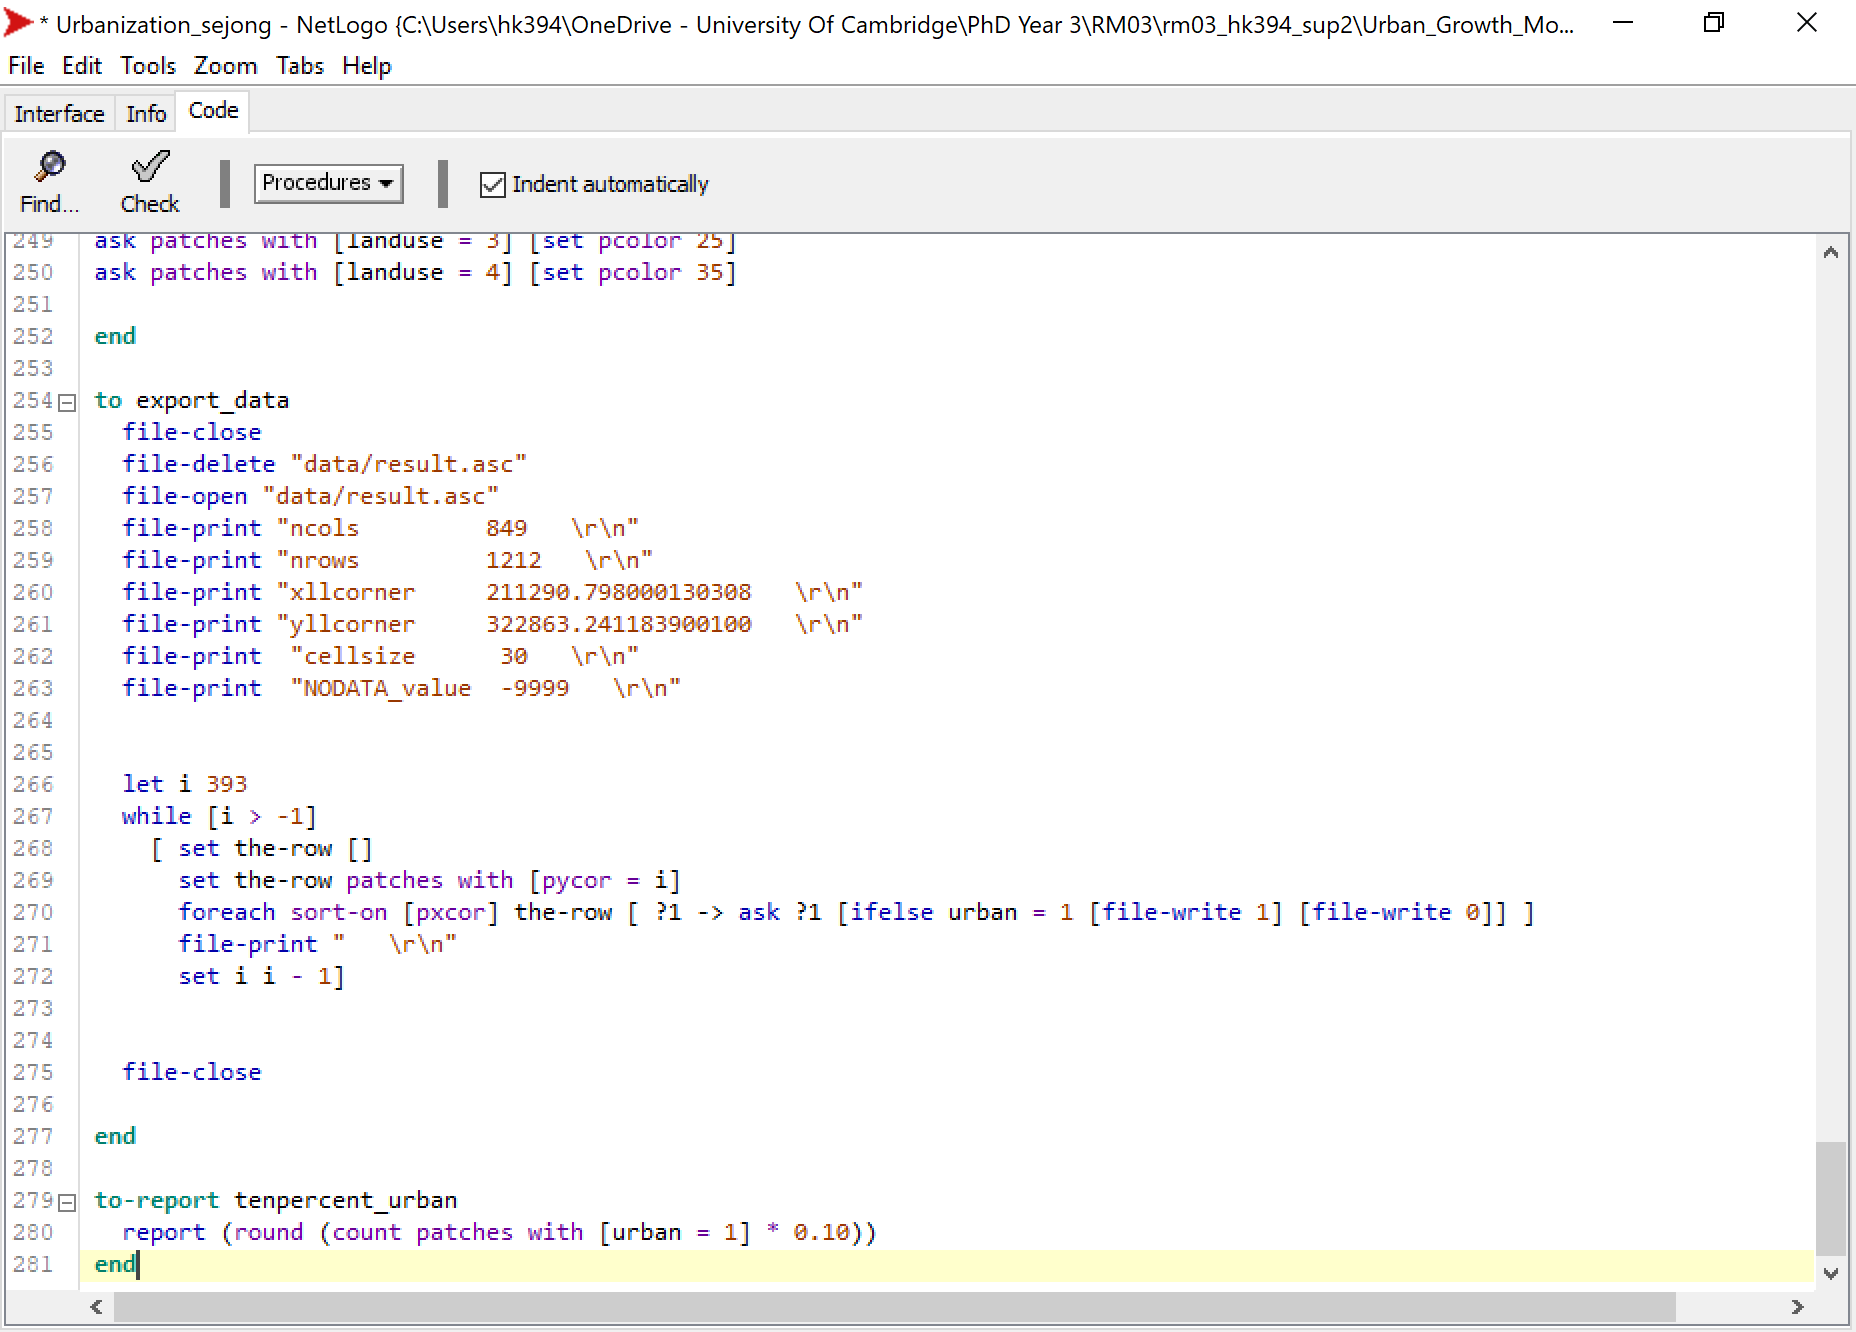 * Urbanization_sejong - NetLogo {C:\Users\hk394\OneDrive - University Of Cambridge\PhD Year 3\RM03\rm03_hk394_sup2\Urban_Growth_Mo...
File Edit Tools Zoom Tabs Help
Interface Info Code
Find... Check Procedures Indent automatically
249 ask patches with [landuse = 3] [set pcolor 25]
250 ask patches with [landuse = 4] [set pcolor 35]
251
252 end
253
254 to export_data
255   file-close
256   file-delete "data/result.asc"
257   file-open "data/result.asc"
258   file-print "ncols         849   \r\n"
259   file-print "nrows         1212   \r\n"
260   file-print "xllcorner     211290.798000130308   \r\n"
261   file-print "yllcorner     322863.241183900100   \r\n"
262   file-print  "cellsize      30   \r\n"
263   file-print  "NODATA_value  -9999   \r\n"
264
265
266   let i 393
267   while [i > -1]
268     [ set the-row []
269       set the-row patches with [pycor = i]
270       foreach sort-on [pxcor] the-row [ ?1 -> ask ?1 [ifelse urban = 1 [file-write 1] [file-write 0]] ]
271       file-print "   \r\n"
272       set i i - 1]
273
274
275   file-close
276
277 end
278
279 to-report tenpercent_urban
280   report (round (count patches with [urban = 1] * 0.10))
281 end